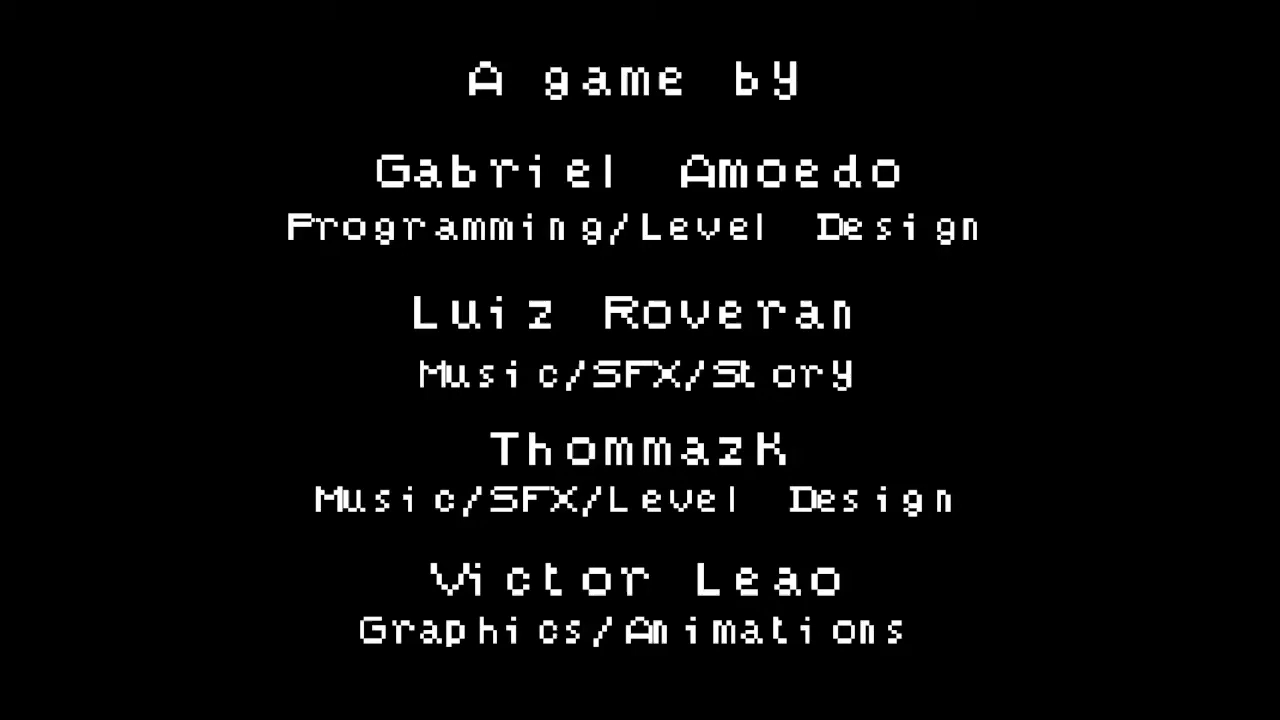 A game by
Gabriel Amoedo
Programming/Level Design
Luiz Roveran
Music/SFX/Story
ThommazK
Music/SFX/Level Design
Victor Leao
Graphics/Animations